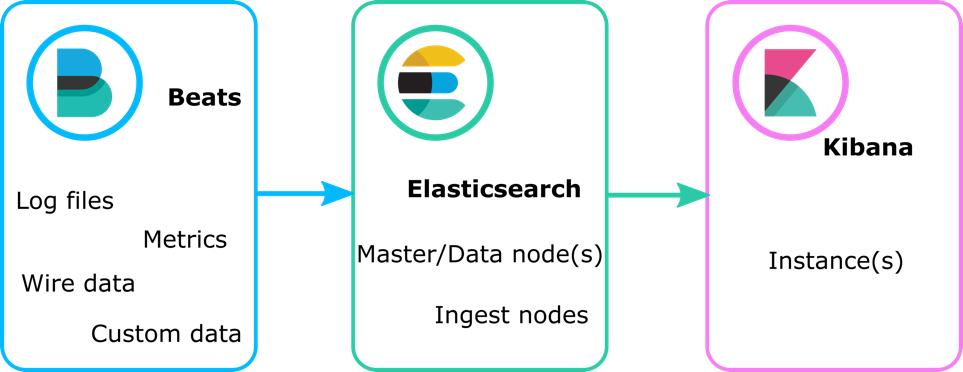 Beats
Log files
Metrics
Wire data
Custom data
Elasticsearch
Master/Data node(s)
Ingest nodes
Kibana
Instance(s)